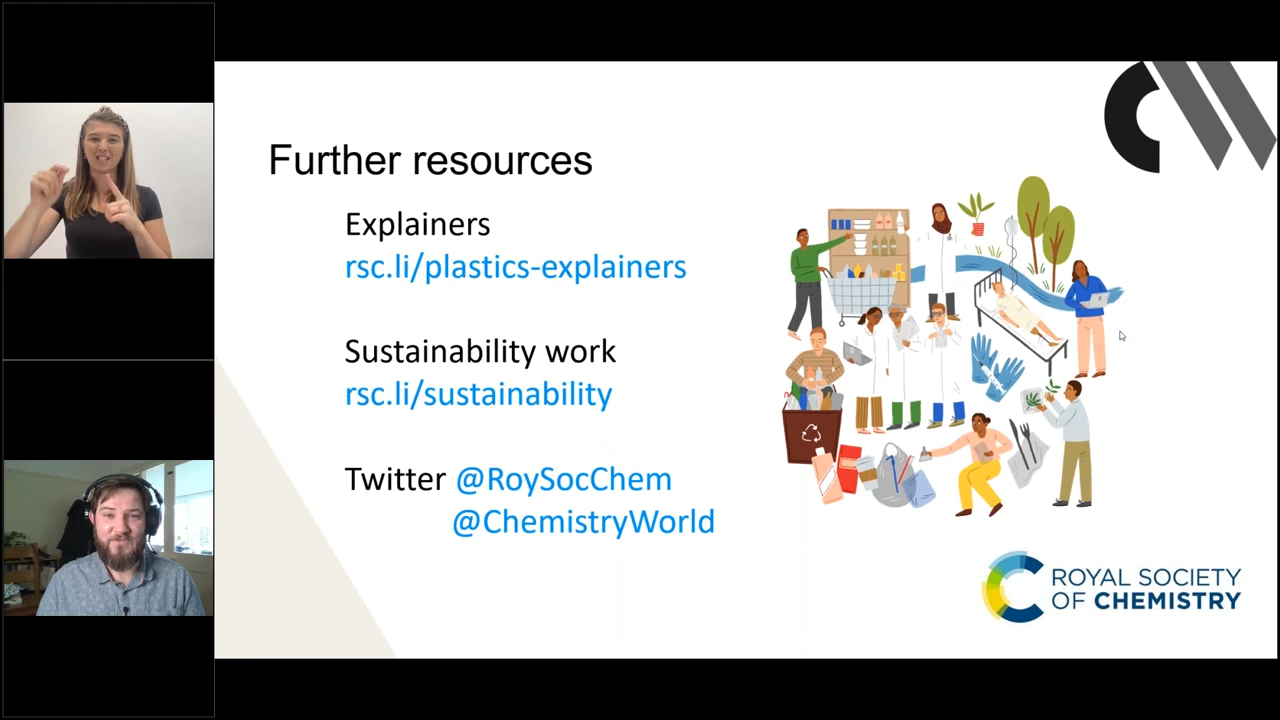 Further resources
Explainers
rsc.li/plastics-explainers
Sustainability work
rsc.li/sustainability
Twitter @RoySocChem
@ChemistryWorld
ROYAL SOCIETY
OF CHEMISTRY